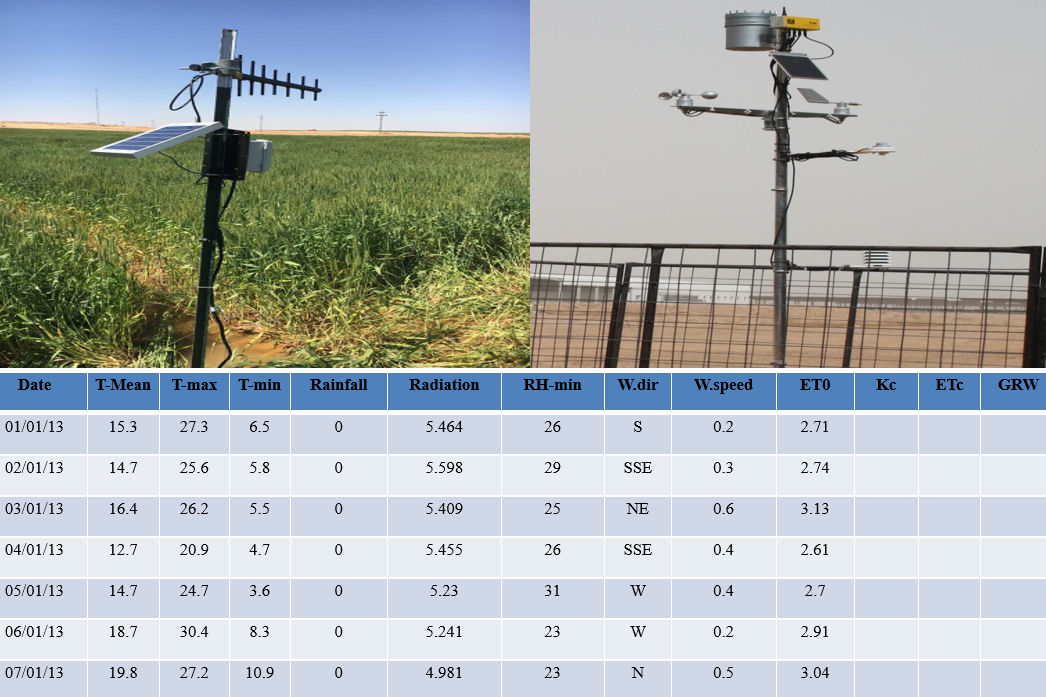 Date T-Mean T-max T-min Rainfall Radiation RH-min W.dir W.speed ET0 Kc ETc GRW
01/01/13 15.3 27.3 6.5 0 5.464 26 S 0.2 2.71
02/01/13 14.7 25.6 5.8 0 5.598 29 SSE 0.3 2.74
03/01/13 16.4 26.2 5.5 0 5.409 25 NE 0.6 3.13
04/01/13 12.7 20.9 4.7 0 5.455 26 SSE 0.4 2.61
05/01/13 14.7 24.7 3.6 0 5.23 31 W 0.4 2.7
06/01/13 18.7 30.4 8.3 0 5.241 23 W 0.2 2.91
07/01/13 19.8 27.2 10.9 0 4.981 23 N 0.5 3.04